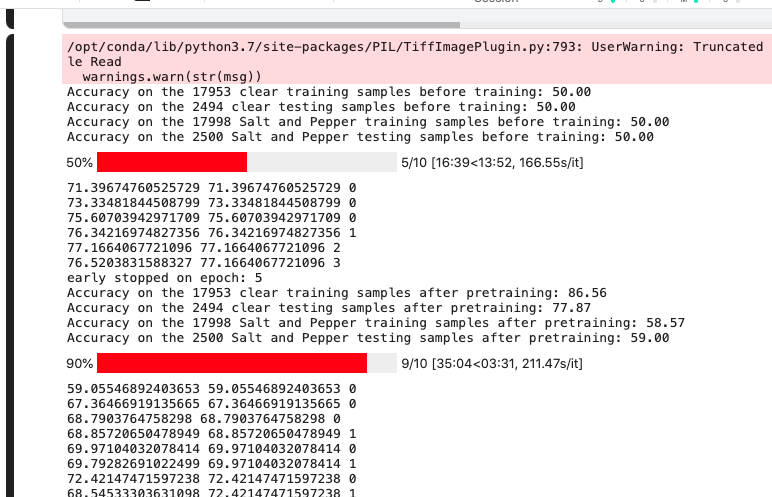 /opt/conda/lib/python3.7/site-packages/PIL/TiffImagePlugin.py:793: UserWarning: Truncated
le Read
warnings.warn(str(msg))
Accuracy on the 17953 clear training samples before training: 50.00
Accuracy on the 2494 clear testing samples before training: 50.00
Accuracy on the 17998 Salt and Pepper training samples before training: 50.00
Accuracy on the 2500 Salt and Pepper testing samples before training: 50.00
50% 5/10 [16:39<13:52, 166.55s/it]
71.39674760525729 71.39674760525729 0
73.33481844508799 73.33481844508799 0
75.60703942971709 75.60703942971709 0
76.34216974827356 76.34216974827356 1
77.1664067721096 77.1664067721096 2
76.5203831588327 77.1664067721096 3
early stopped on epoch: 5
Accuracy on the 17953 clear training samples after pretraining: 86.56
Accuracy on the 2494 clear testing samples after pretraining: 77.87
Accuracy on the 17998 Salt and Pepper training samples after pretraining: 58.57
Accuracy on the 2500 Salt and Pepper testing samples after pretraining: 59.00
90% 9/10 [35:04<03:31, 211.47s/it]
59.05546892403653 59.05546892403653 0
67.36466919135665 67.36466919135665 0
68.7903764758298 68.7903764758298 0
68.85720650478949 68.85720650478949 1
69.97104032078414 69.97104032078414 0
69.79282691022499 69.97104032078414 1
72.42147471597238 72.42147471597238 0
68.54533303631098 72.42147471597238 1